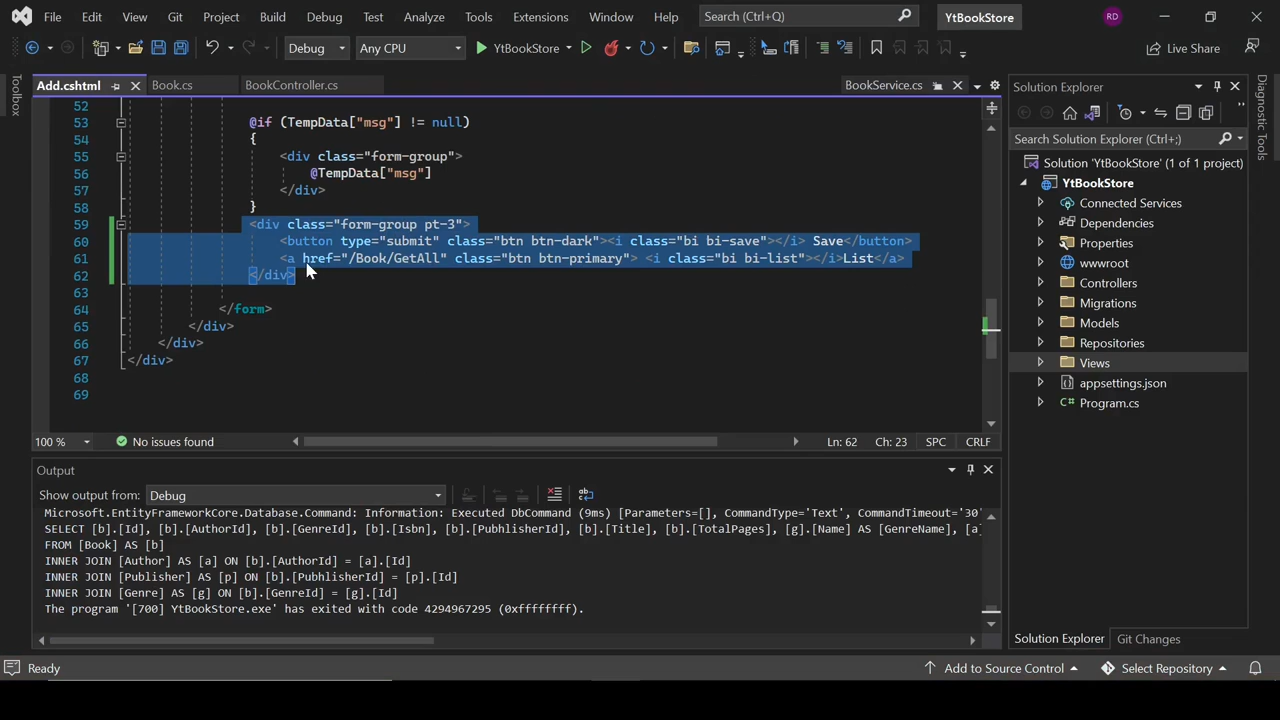 File Edit View Git Project Build Debug Test Analyze Tools Extensions Window Help Search (Ctrl+;) YtBookStore RD
Debug Any CPU YtBookStore Live Share
Toolbox
Add.cshtml Book.cs BookController.cs BookService.cs
52
53 @if (TempData["msg"] != null)
54 {
55 <div class="form-group">
56 @TempData["msg"]
57 </div>
58 }
59 <div class="form-group pt-3">
60 <button type="submit" class="btn btn-dark"><i class="bi bi-save"></i> Save</button>
61 <a href="/Book/GetAll" class="btn btn-primary"> <i class="bi bi-list"></i>List</a>
62 </div>
63
64 </form>
65 </div>
66 </div>
67 </div>
68
69
100 % No issues found Ln: 62 Ch: 23 SPC CRLF
Output
Show output from: Debug
Microsoft.EntityFrameworkCore.Database.Command: Information: Executed DbCommand (9ms) [Parameters=[], CommandType='Text', CommandTimeout='30'
SELECT [b].[Id], [b].[AuthorId], [b].[GenreId], [b].[Isbn], [b].[PubhlisherId], [b].[Title], [b].[TotalPages], [g].[Name] AS [GenreName], [a
FROM [Book] AS [b]
INNER JOIN [Author] AS [a] ON [b].[AuthorId] = [a].[Id]
INNER JOIN [Publisher] AS [p] ON [b].[PubhlisherId] = [p].[Id]
INNER JOIN [Genre] AS [g] ON [b].[GenreId] = [g].[Id]
The program '[700] YtBookStore.exe' has exited with code 4294967295 (0xffffffff).
Solution Explorer
Search Solution Explorer (Ctrl+;)
Solution 'YtBookStore' (1 of 1 project)
YtBookStore
Connected Services
Dependencies
Properties
wwwroot
Controllers
Migrations
Models
Repositories
Views
appsettings.json
Program.cs
Solution Explorer Git Changes
Diagnostic Tools
Ready Add to Source Control Select Repository